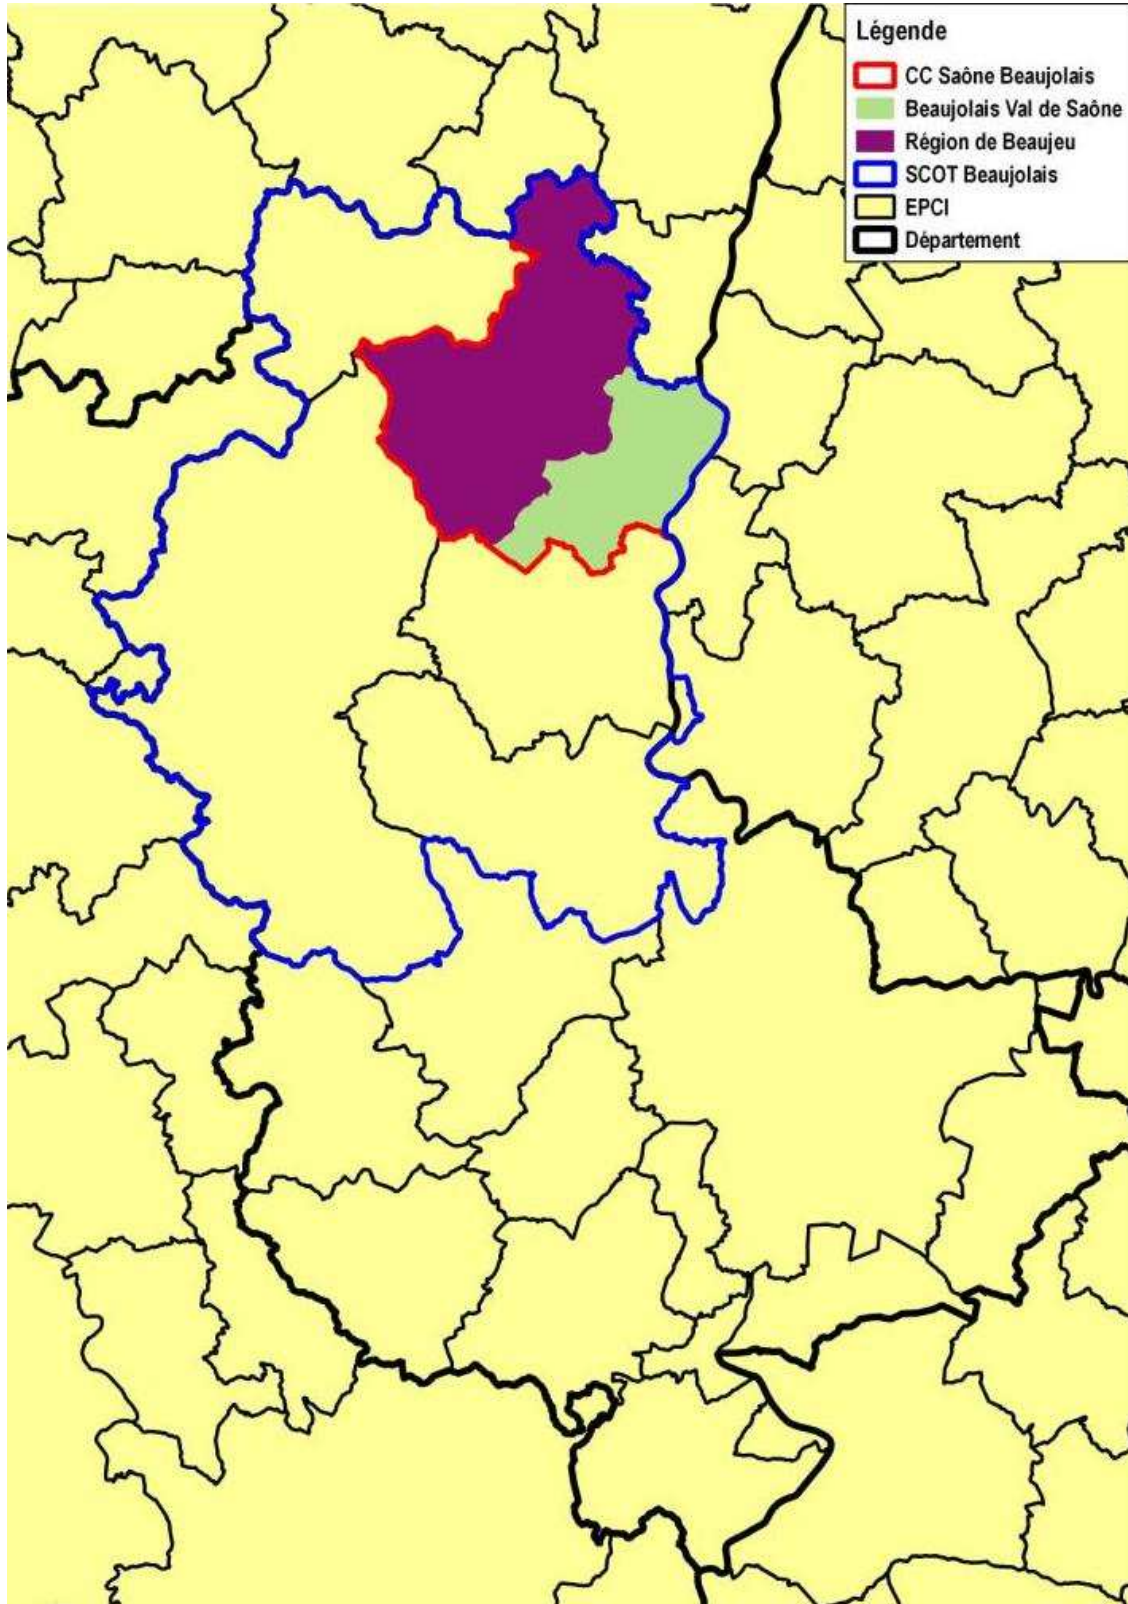 Légende
CC Saône Beaujolais
Beaujolais Val de Saône
Région de Beaujeu
SCOT Beaujolais
EPCI
Département